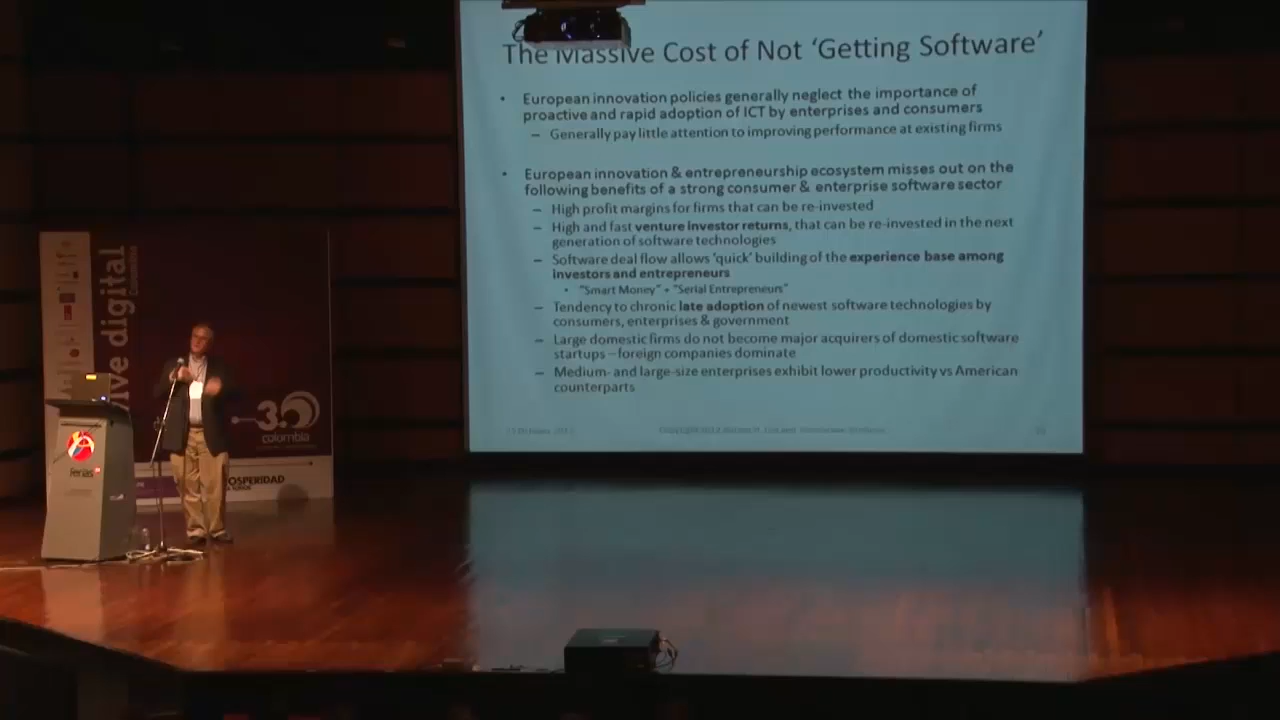 The Massive Cost of Not ‘Getting Software’
• European innovation policies generally neglect the importance of
proactive and rapid adoption of ICT by enterprises and consumers
– Generally pay little attention to improving performance at existing firms
• European innovation & entrepreneurship ecosystem misses out on the
following benefits of a strong consumer & enterprise software sector
– High profit margins for firms that can be re-invested
– High and fast venture investor returns, that can be re-invested in the next
generation of software technologies
– Software deal flow allows ‘quick’ building of the experience base among
investors and entrepreneurs
• “Smart Money” + “Serial Entrepreneurs”
– Tendency to chronic late adoption of newest software technologies by
consumers, enterprises & government
– Large domestic firms do not become major acquirers of domestic software
startups – foreign companies dominate
– Medium- and large-size enterprises exhibit lower productivity vs American
counterparts
ive digital
3.0
colombia
ferias
OSPERIDAD